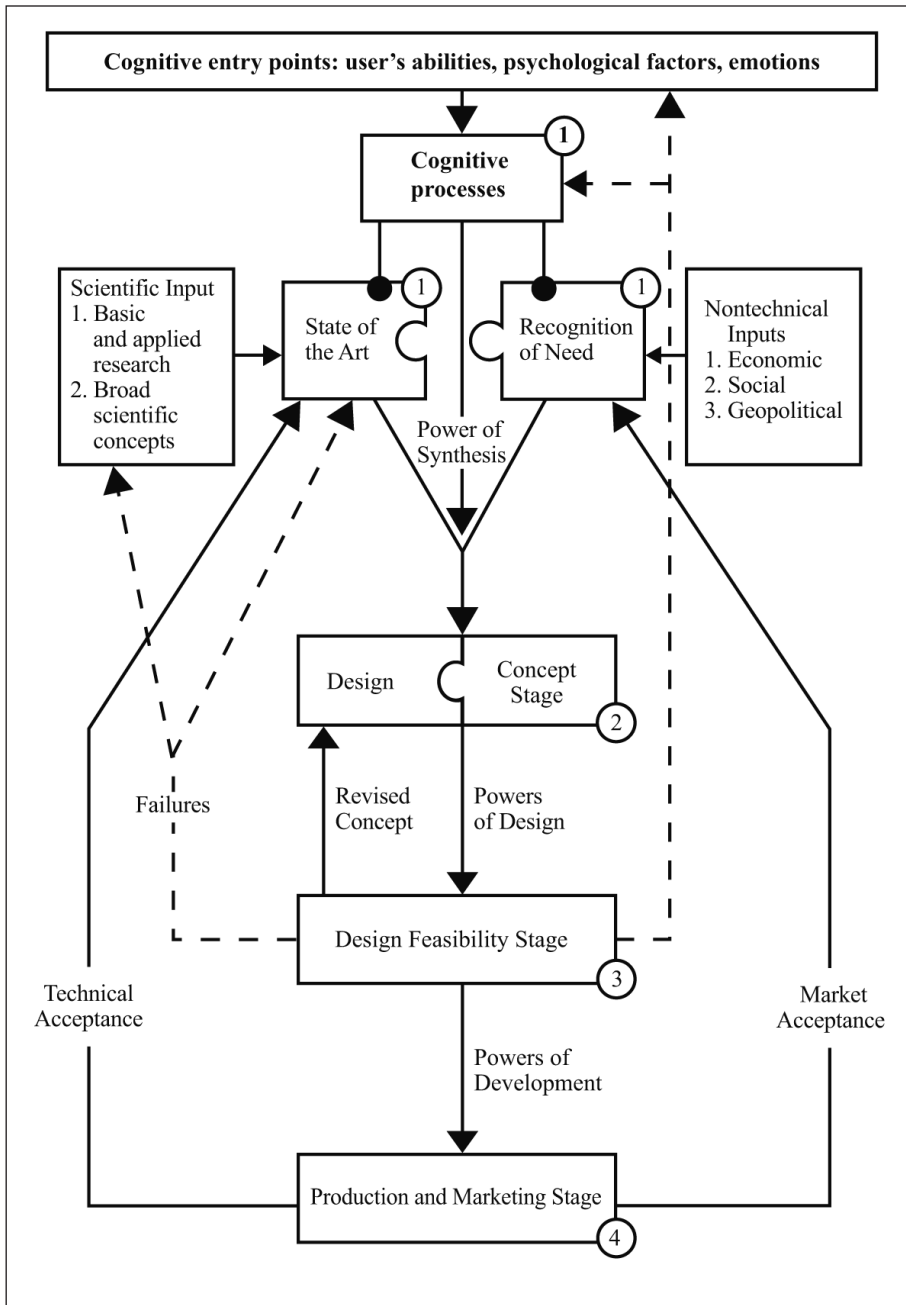 Cognitive entry points: user's abilities, psychological factors, emotions
1
Cognitive
processes
Scientific Input
1. Basic
and applied
research
2. Broad
scientific
concepts
1
State of
the Art
1
Recognition
of Need
Nontechnical
Inputs
1. Economic
2. Social
3. Geopolitical
Power of
Synthesis
Design
Concept
Stage
2
Failures
Revised
Concept
Powers
of Design
Design Feasibility Stage
3
Technical
Acceptance
Market
Acceptance
Powers of
Development
Production and Marketing Stage
4